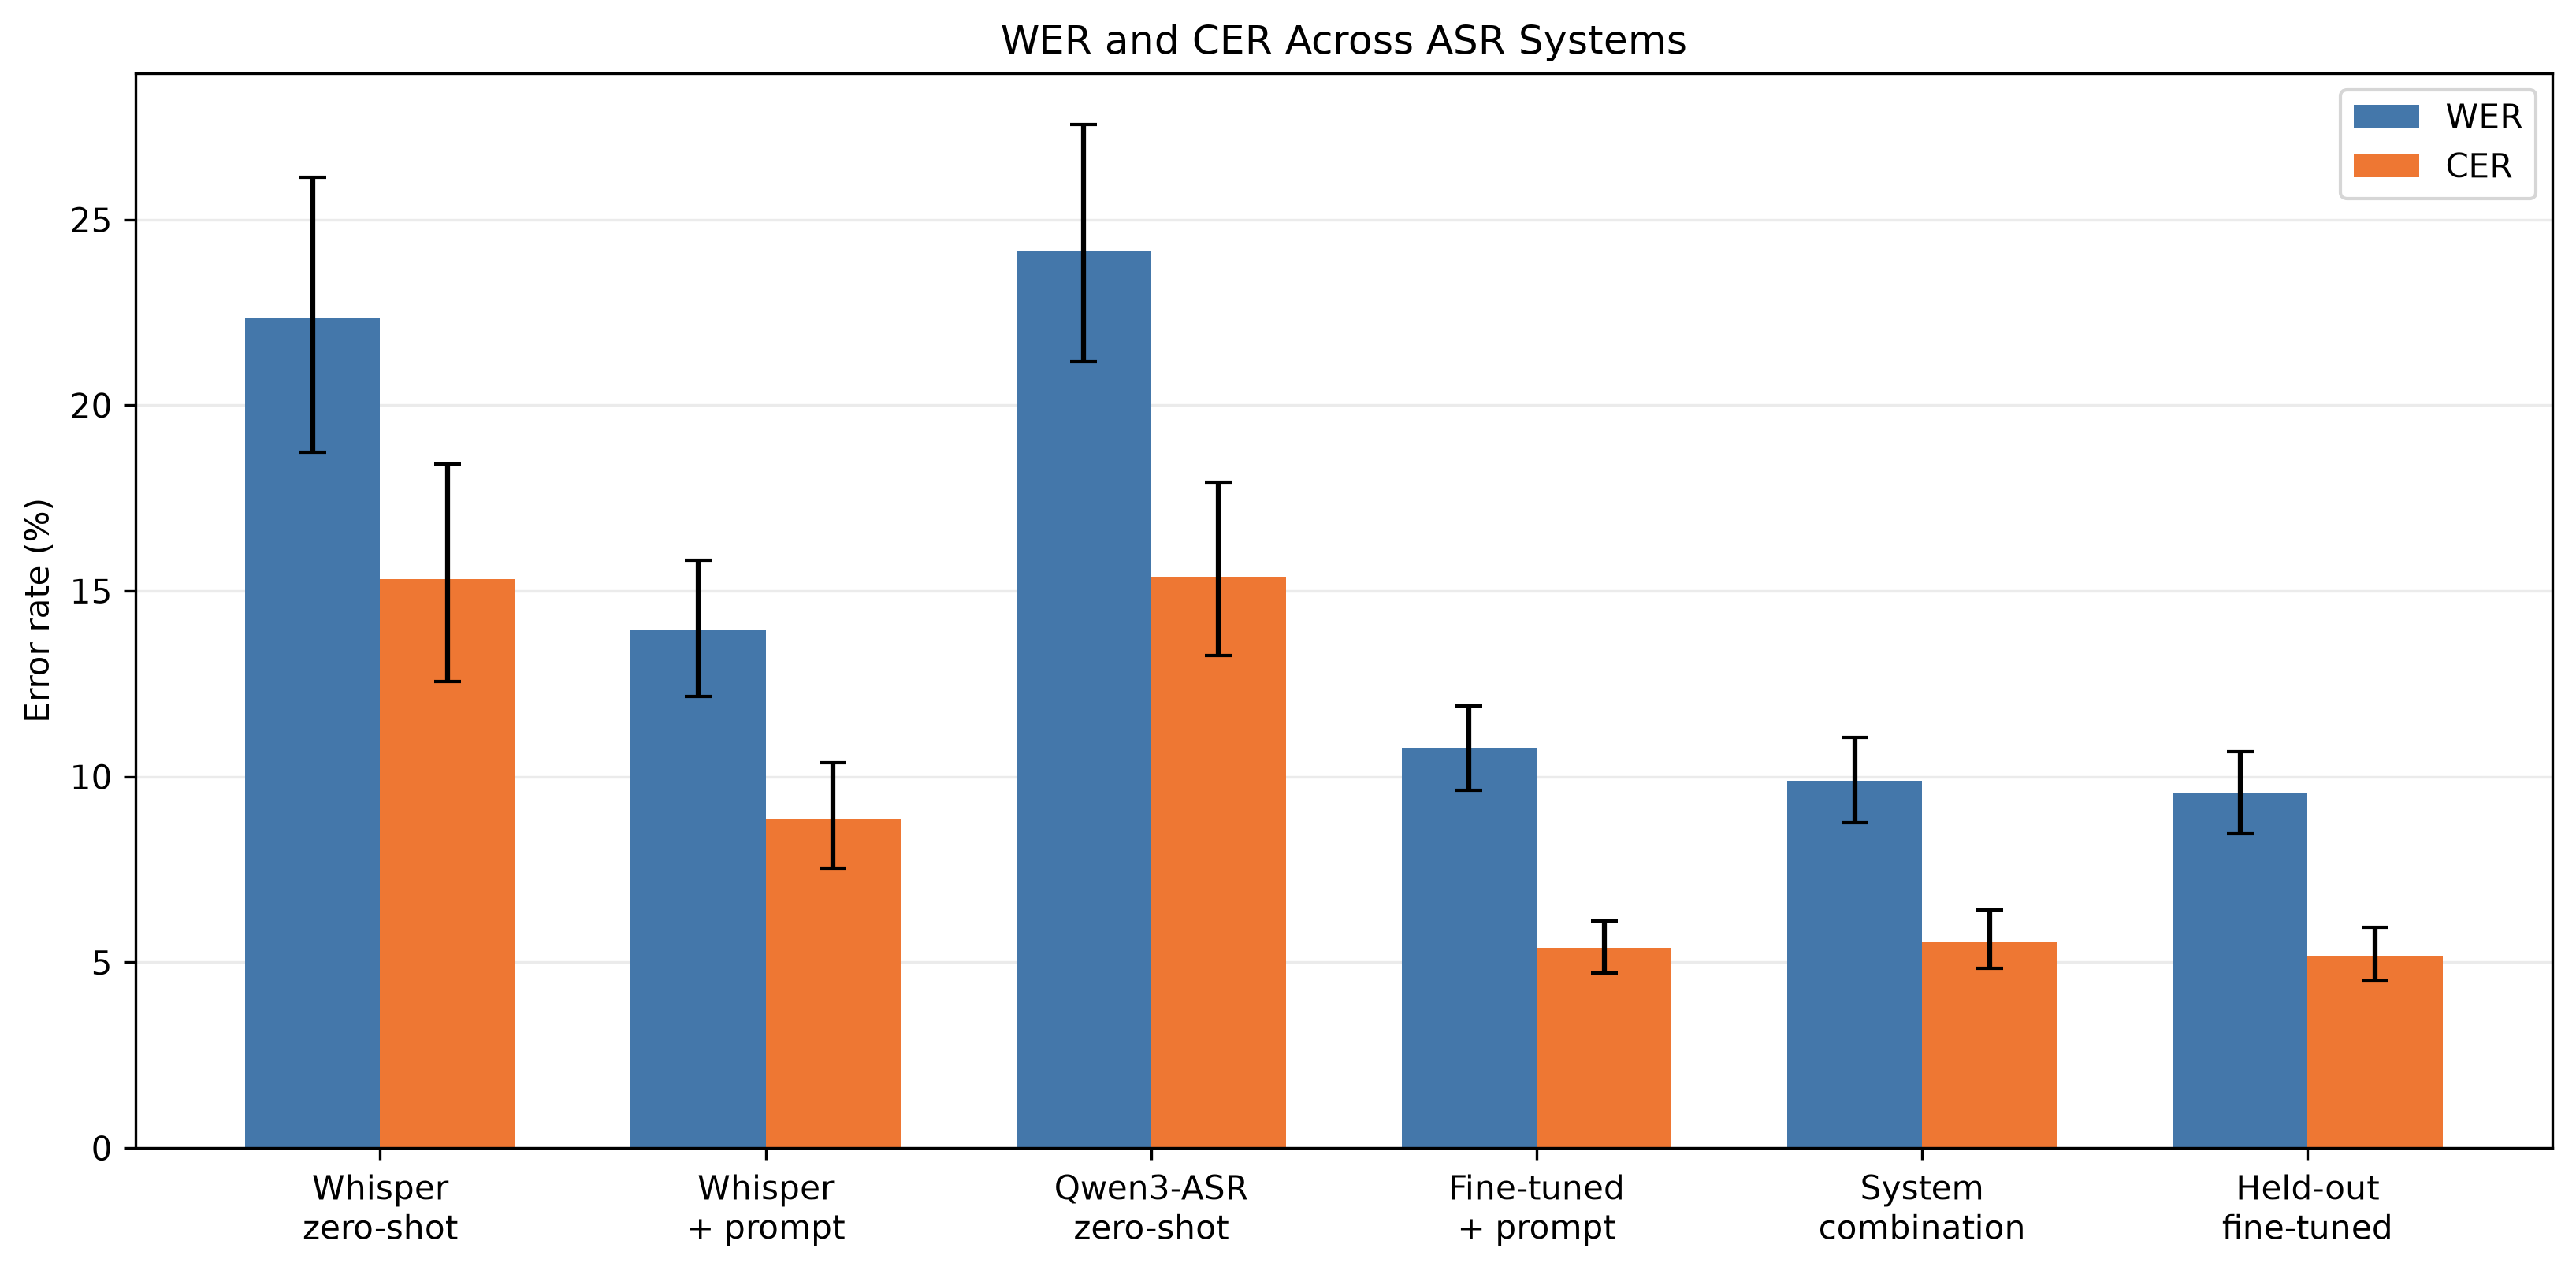 WER and CER Across ASR Systems
WER
CER
Error rate (%)
25
20
15
10
5
0
Whisper
zero-shot
Whisper
+ prompt
Qwen3-ASR
zero-shot
Fine-tuned
+ prompt
System
combination
Held-out
fine-tuned